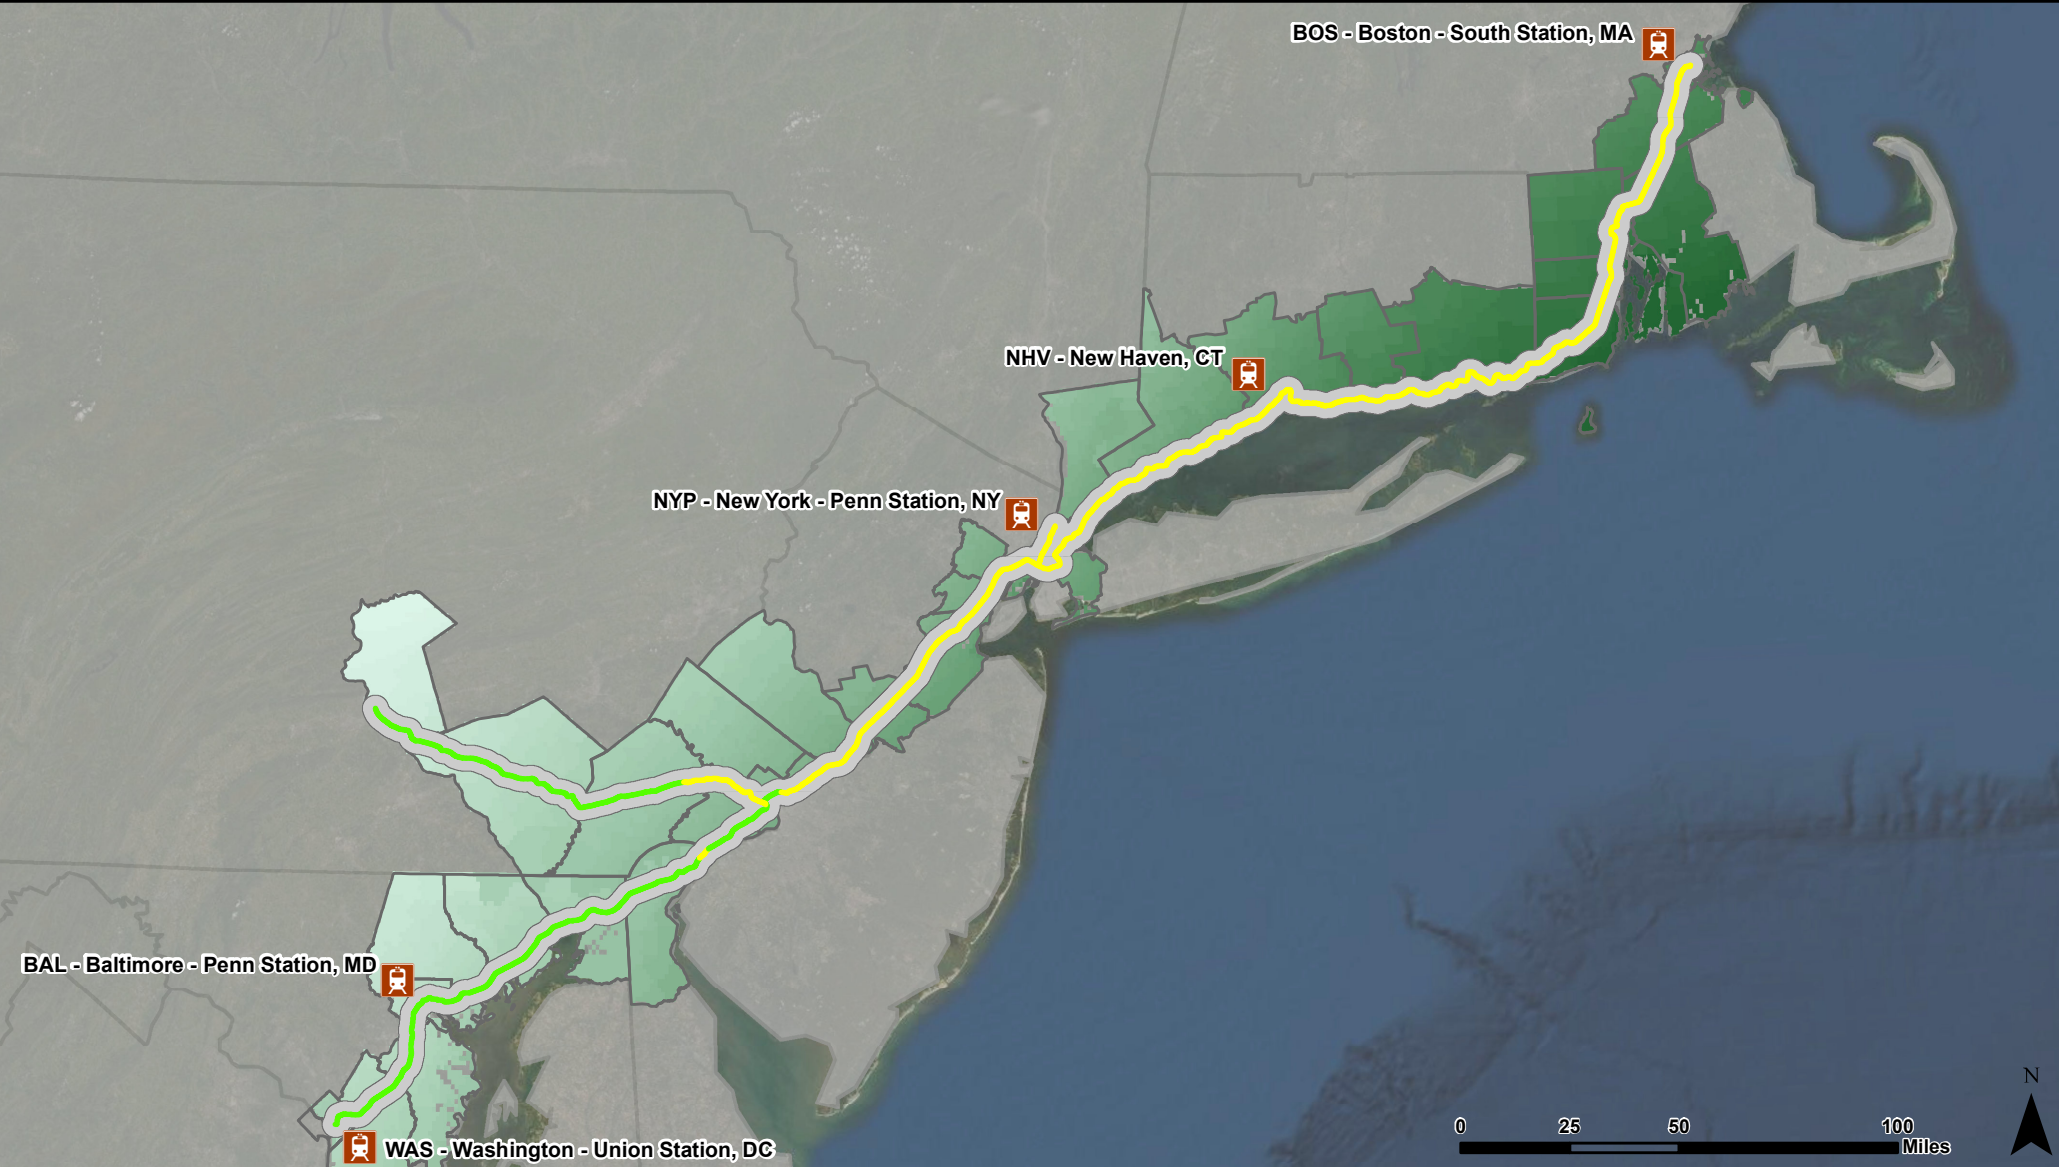 BOS - Boston - South Station, MA
NHV - New Haven, CT
NYP - New York - Penn Station, NY
BAL - Baltimore - Penn Station, MD
WAS - Washington - Union Station, DC
N
0 25 50 100
Miles